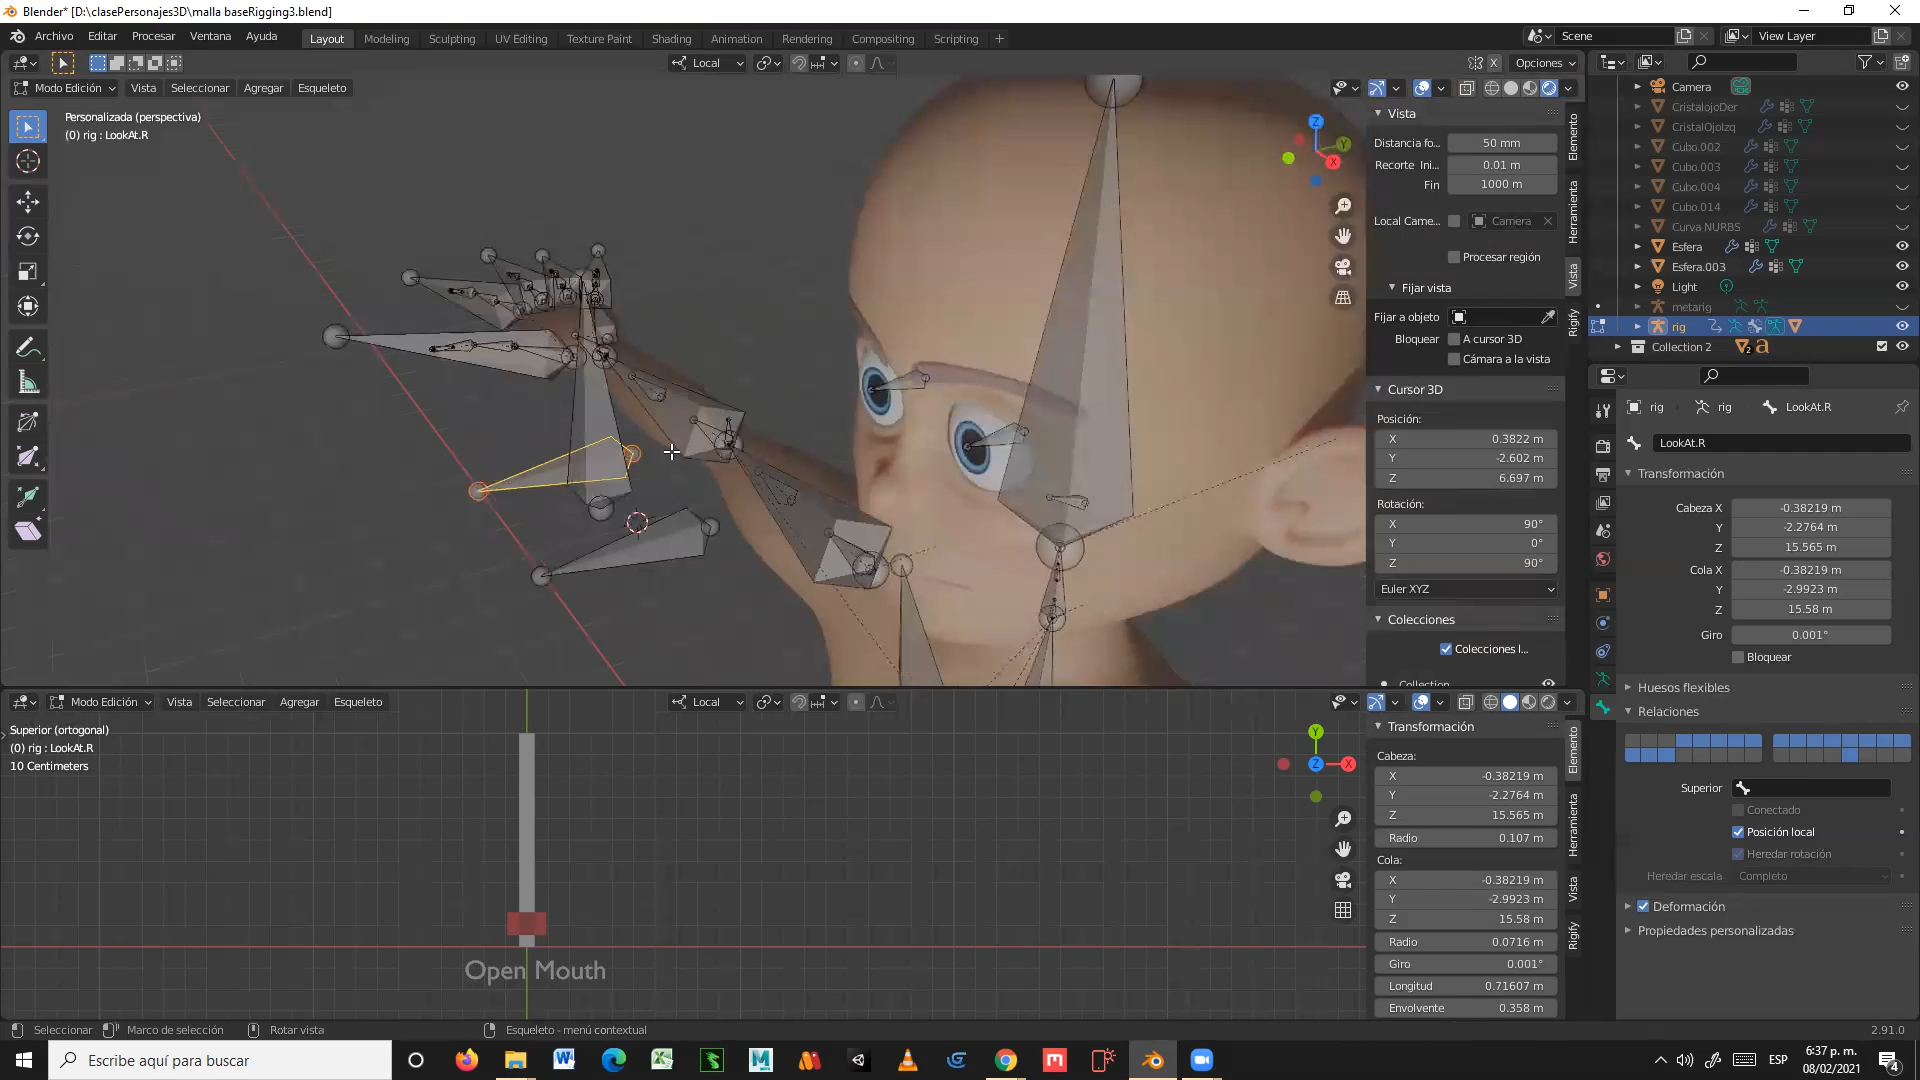 Blender* [D:\clasePersonajes3D\malla baseRigging3.blend]
Archivo Editar Procesar Ventana Ayuda Layout Modeling Sculpting UV Editing Texture Paint Shading Animation Rendering Compositing Scripting + Scene View Layer
Local Opciones
Modo Edición Vista Seleccionar Agregar Esqueleto
Personalizada (perspectiva)
(0) rig : LookAt.R
Z
Y
X
Vista
Distancia fo... 50 mm
Recorte Ini... 0.01 m
Fin 1000 m
Local Came... Camera
Procesar región
Fijar vista
Fijar a objeto
Bloquear A cursor 3D
Cámara a la vista
Cursor 3D
Posición:
X 0.3822 m
Y -2.602 m
Z 6.697 m
Rotación:
X 90°
Y 0°
Z 90°
Euler XYZ
Colecciones
Colecciones l...
Collection
Elemento
Herramienta
Vista
Rigify
Camera
CristalojoDer
CristalOjoIzq
Cubo.002
Cubo.003
Cubo.004
Cubo.014
Curva NURBS
Esfera
Esfera.003
Light
metarig
rig
Collection 2 2
rig rig LookAt.R
LookAt.R
Transformación
Cabeza X -0.38219 m
Y -2.2764 m
Z 15.565 m
Cola X -0.38219 m
Y -2.9923 m
Z 15.58 m
Giro 0.001°
Bloquear
Huesos flexibles
Relaciones
Superior
Conectado
Posición local
Heredar rotación
Heredar escala Completo
Deformación
Propiedades personalizadas
Modo Edición Vista Seleccionar Agregar Esqueleto Local
Superior (ortogonal)
(0) rig : LookAt.R
10 Centimeters
Open Mouth
Y
Z
X
Transformación
Cabeza:
X -0.38219 m
Y -2.2764 m
Z 15.565 m
Radio 0.107 m
Cola:
X -0.38219 m
Y -2.9923 m
Z 15.58 m
Radio 0.0716 m
Giro 0.001°
Longitud 0.71607 m
Envolvente 0.358 m
Elemento
Herramienta
Vista
Rigify
Seleccionar Marco de selección Rotar vista Esqueleto - menú contextual 2.91.0
Escribe aquí para buscar
ESP
6:37 p. m.
08/02/2021
4